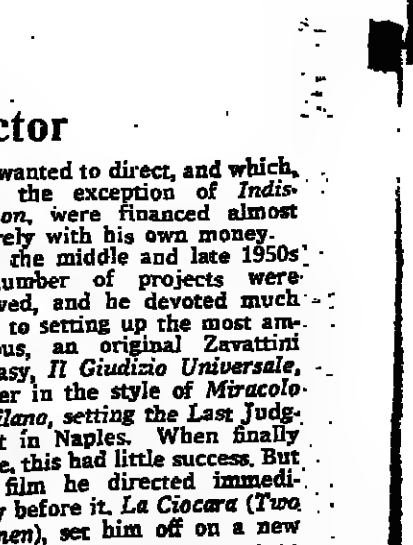 ctor
wanted to direct, and which,
the exception of Indis-
on, were financed almost
rely with his own money.
the middle and late 1950s
umber of projects were
ved, and he devoted much
to setting up the most am-
us, an original Zavattini
asy, Il Giudizio Universale,
er in the style of Miracolo
ilano, setting the Last Judg-
t in Naples. When finally
e, this had little success. But
film he directed immedi-
y before it. La Ciocara (Two
men), set him off on a new